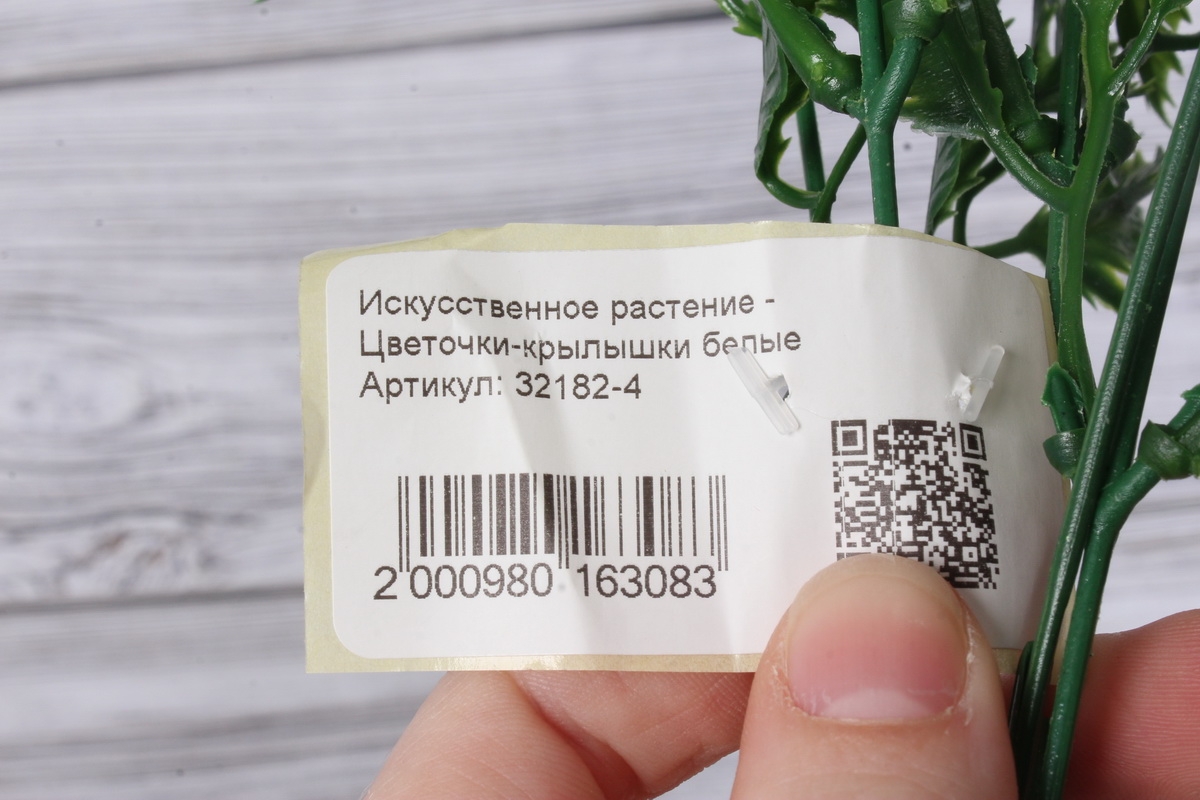 Искусственное растение -
Цветочки-крылышки белые
Артикул: 32182-4
2 000980 163083